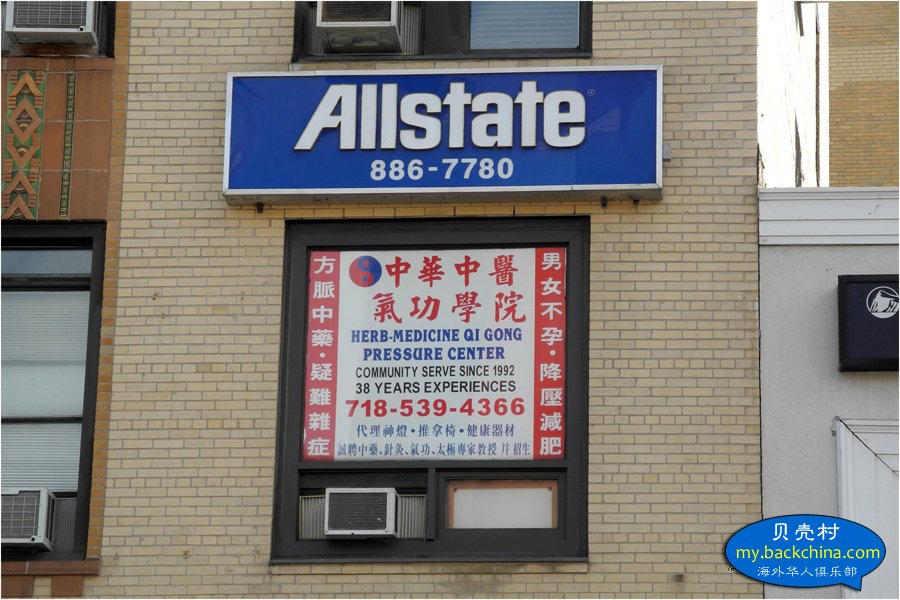 Allstate
886-7780
方脈中藥·疑難雜症
中華中醫
氣功學院
HERB-MEDICINE QI GONG
PRESSURE CENTER
COMMUNITY SERVE SINCE 1992
38 YEARS EXPERIENCES
718-539-4366
代理神燈·推拿椅·健康器材
誠聘中藥、針灸、氣功、太極專家教授 并招生
男女不孕·降壓減肥
贝壳村
my.backchina.com
海外华人俱乐部